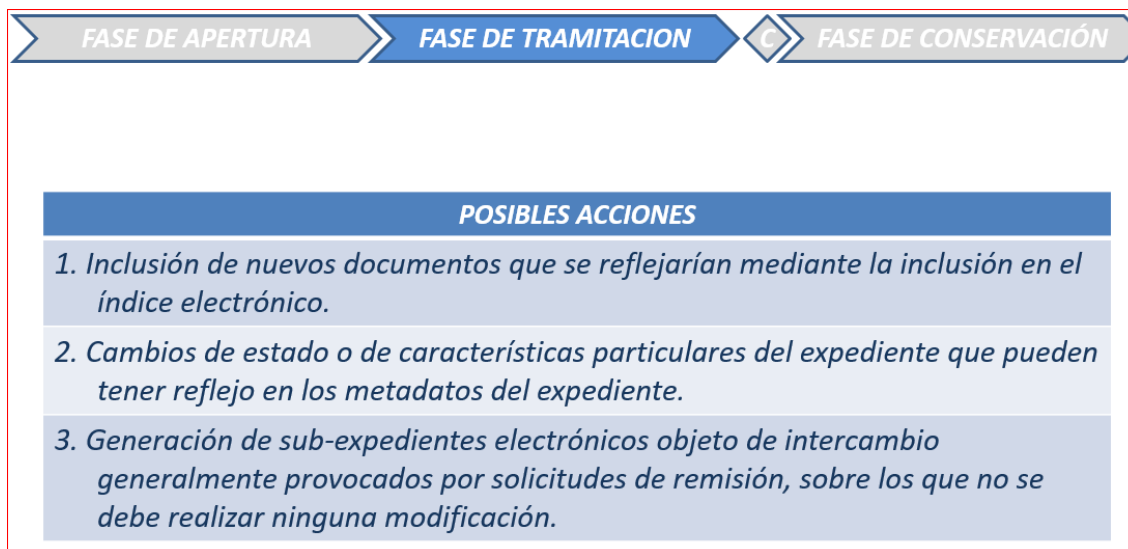 FASE DE APERTURA FASE DE TRAMITACION C FASE DE CONSERVACIÓN
POSIBLES ACCIONES
1. Inclusión de nuevos documentos que se reflejarían mediante la inclusión en el
índice electrónico.
2. Cambios de estado o de características particulares del expediente que pueden
tener reflejo en los metadatos del expediente.
3. Generación de sub-expedientes electrónicos objeto de intercambio
generalmente provocados por solicitudes de remisión, sobre los que no se
debe realizar ninguna modificación.